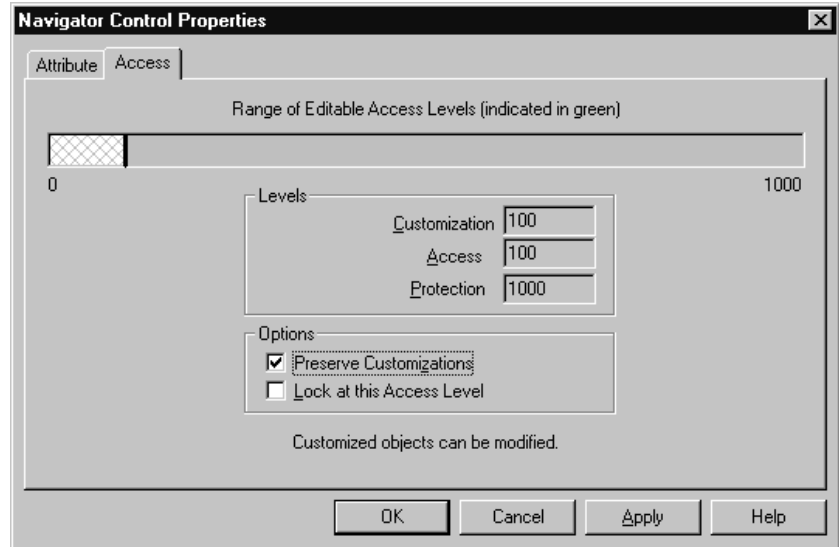 Navigator Control Properties
Attribute Access
Range of Editable Access Levels (indicated in green)
0 1000
Levels
Customization 100
Access 100
Protection 1000
Options
Preserve Customizations
Lock at this Access Level
Customized objects can be modified.
OK Cancel Apply Help